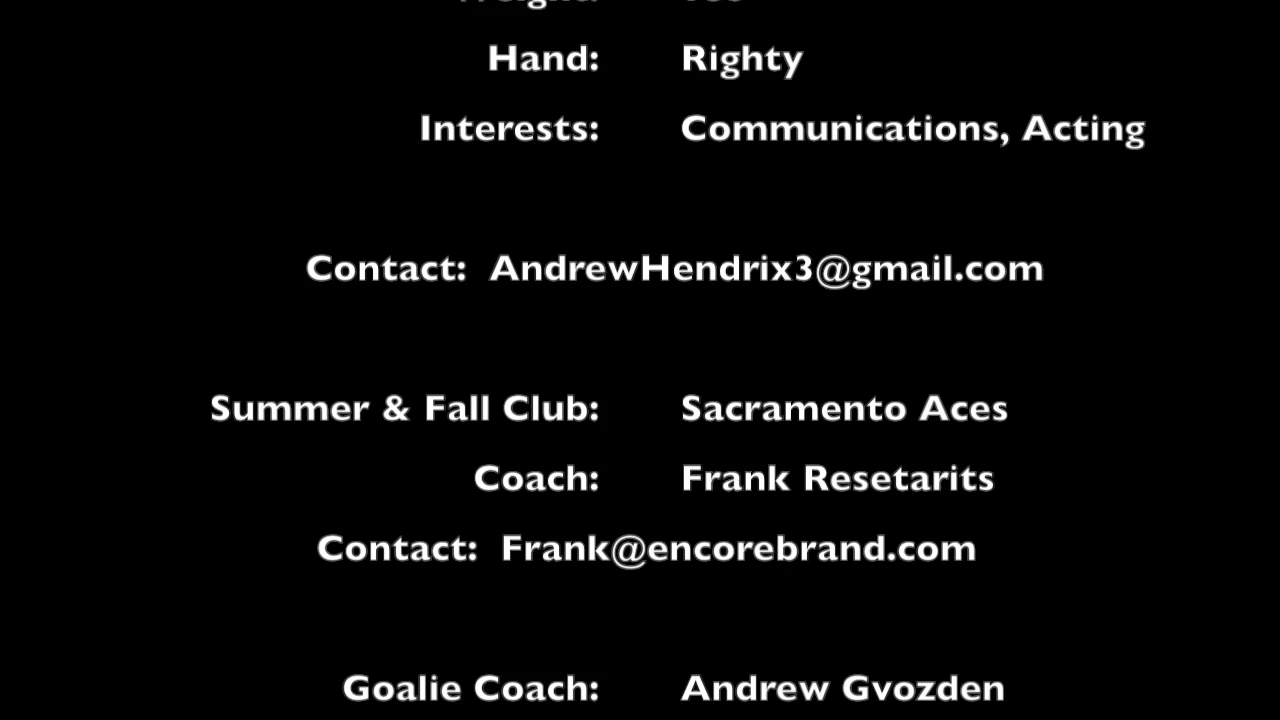 Hand: Righty
Interests: Communications, Acting
Contact: AndrewHendrix3@gmail.com
Summer & Fall Club: Sacramento Aces
Coach: Frank Resetarits
Contact: Frank@encorebrand.com
Goalie Coach: Andrew Gvozden